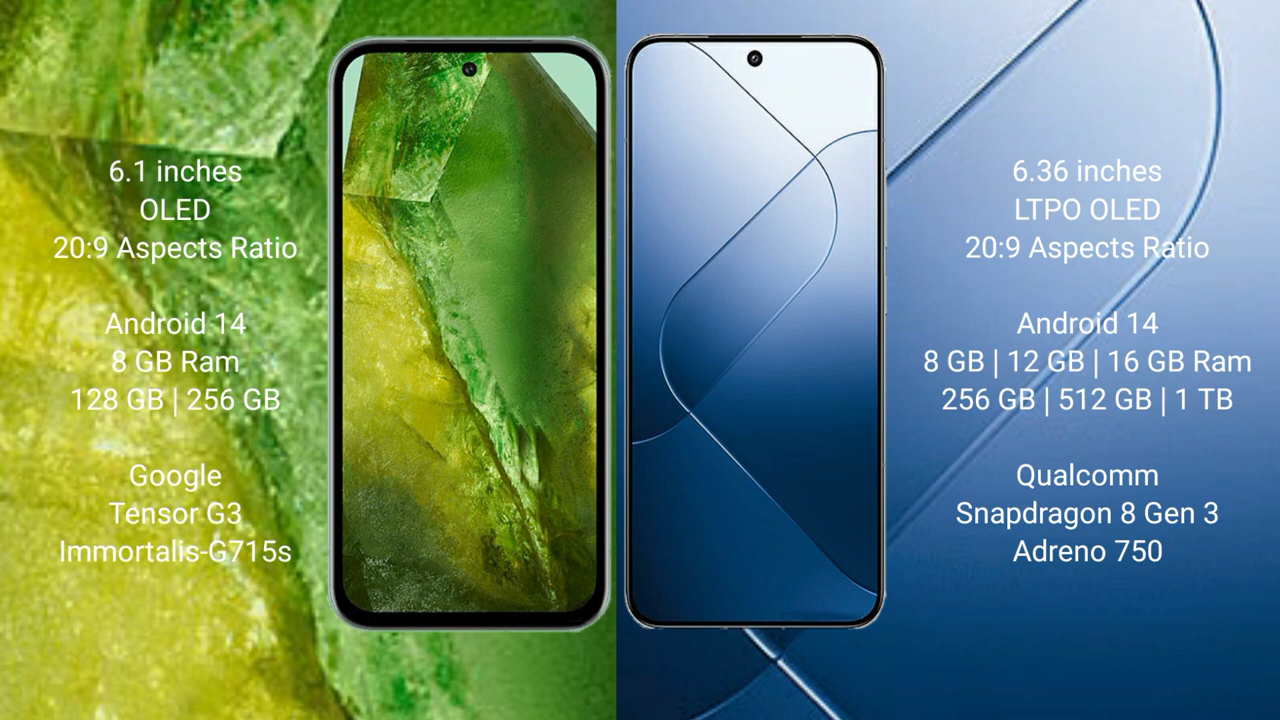 6.1 inches
OLED
20:9 Aspects Ratio
Android 14
8 GB Ram
128 GB | 256 GB
Google
Tensor G3
Immortalis-G715s
6.36 inches
LTPO OLED
20:9 Aspects Ratio
Android 14
8 GB | 12 GB | 16 GB Ram
256 GB | 512 GB | 1 TB
Qualcomm
Snapdragon 8 Gen 3
Adreno 750